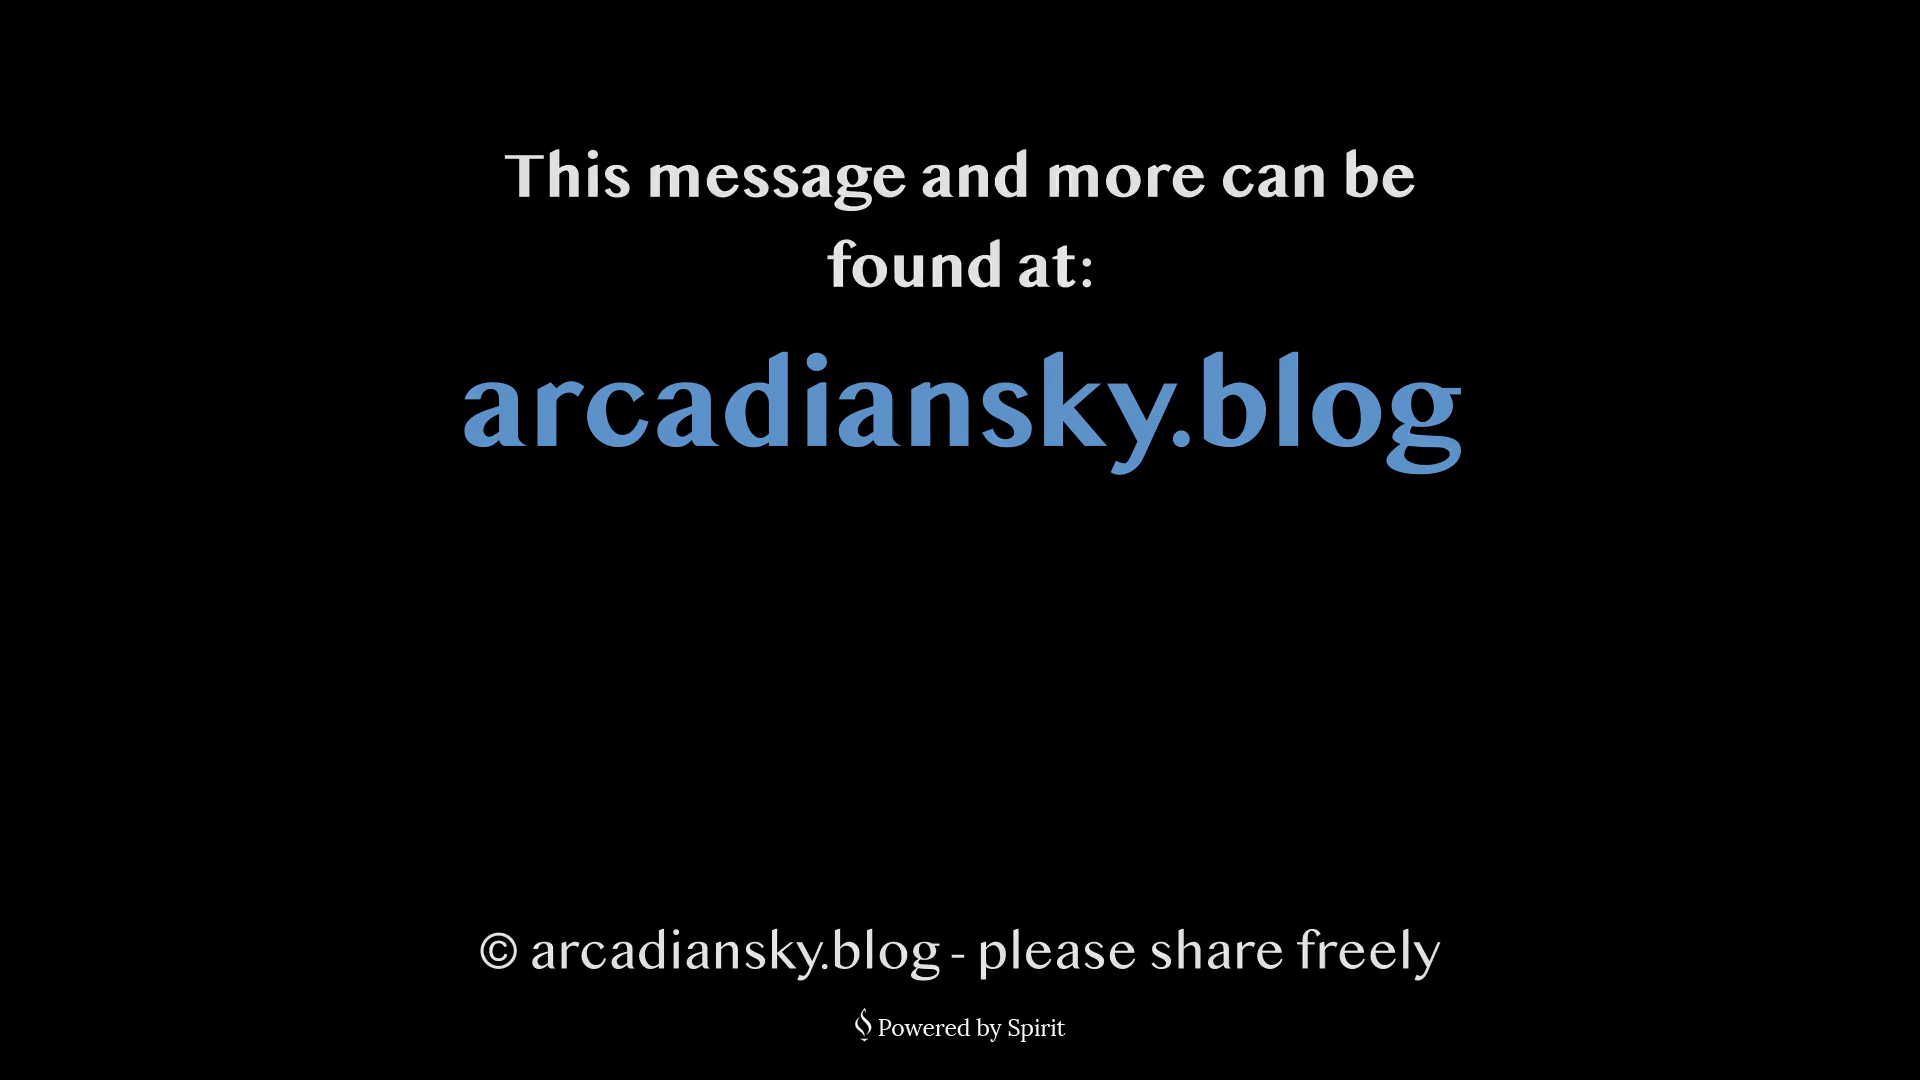 This message and more can be
found at:
arcadiansky.blog
© arcadiansky.blog - please share freely
Powered by Spirit